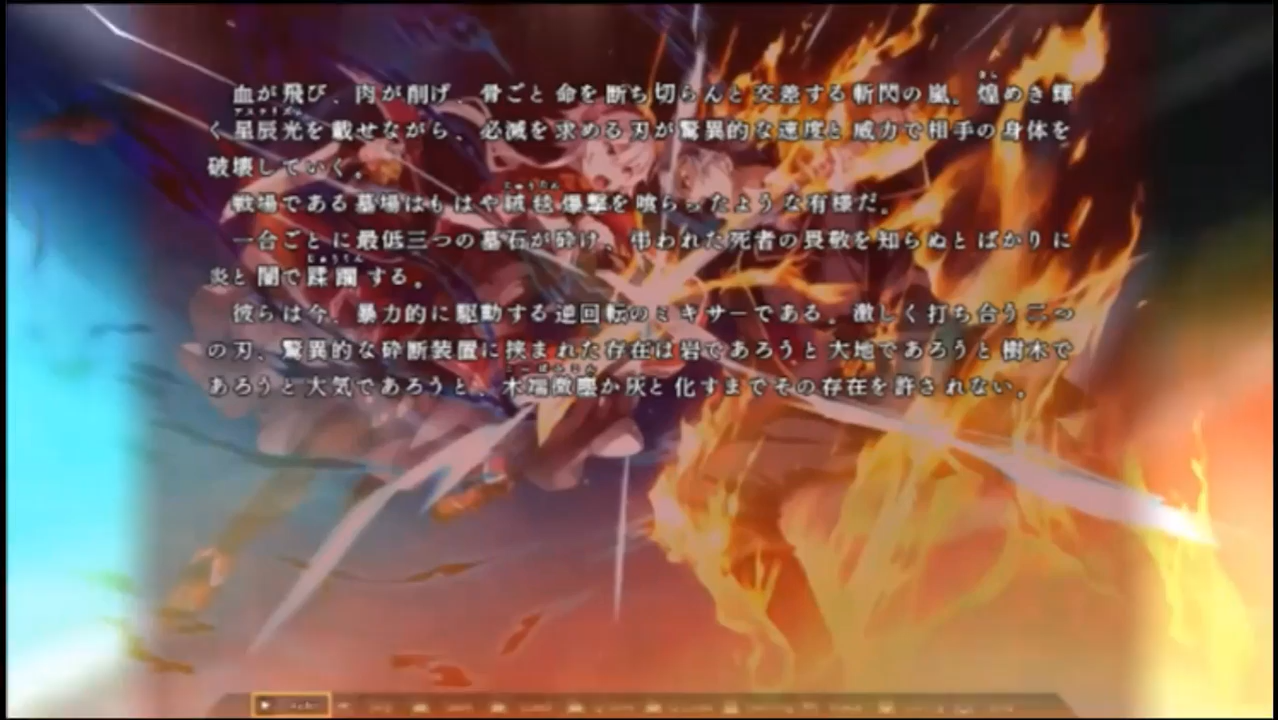 血が飛び、肉が削げ、骨ごと命を断ち切らんと交差する斬閃の嵐。煌めき輝
く星辰光を載せながら、必滅を求める刃が驚異的な速度と威力で相手の身体を
破壊していく。
戦場である墓場はもはや絨毯爆撃を喰らったような有様だ。
一合ごとに最低三つの墓石が砕け、弔われた死者の畏敬を知らぬとばかりに
炎と闇で蹂躙する。
彼らは今、暴力的に駆動する逆回転のミキサーである。激しく打ち合う二つ
の刃、驚異的な砕断装置に挟まれた存在は岩であろうと大地であろうと樹木で
あろうと大気であろうと、木端微塵か灰と化すまでその存在を許されない。